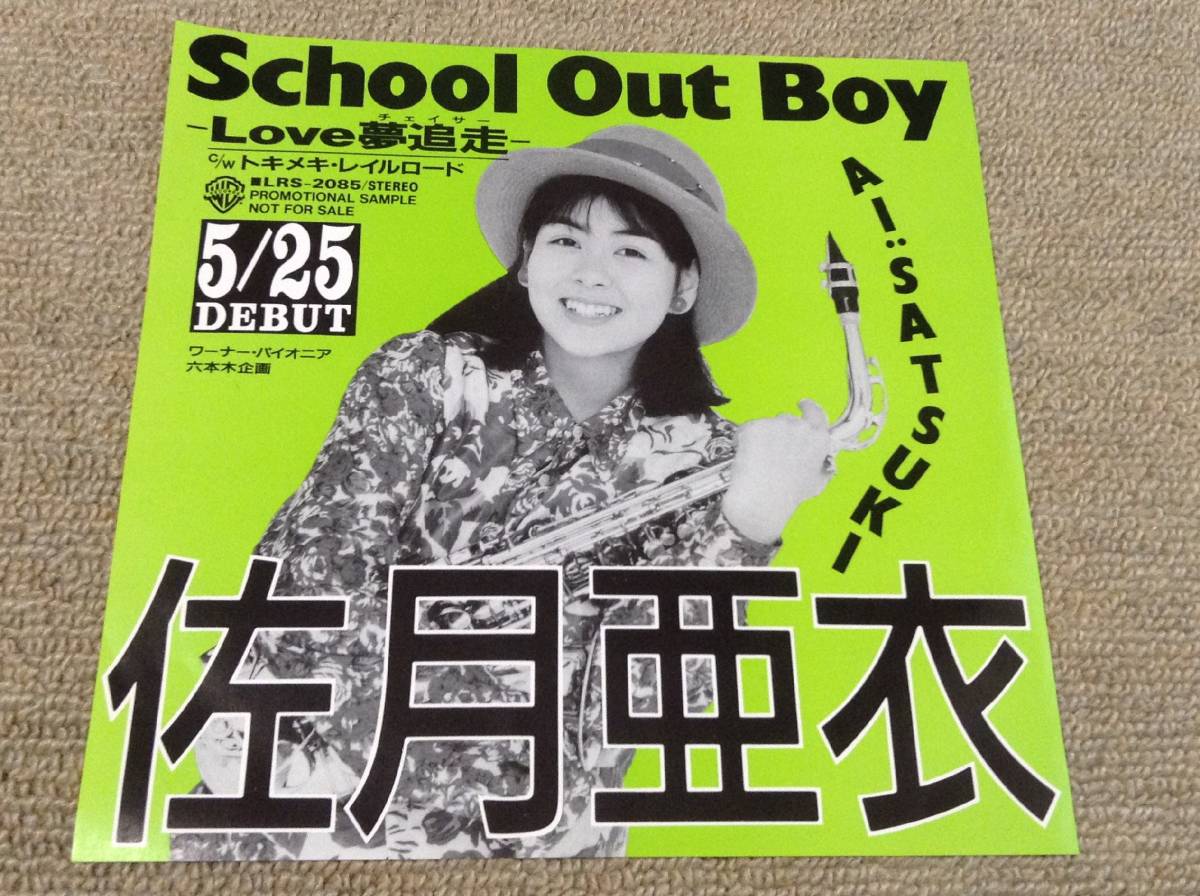 School Out Boy
チェイサー
-Love夢追走-
c/wトキメキ・レイルロード
■LRS-2085/STEREO
PROMOTIONAL SAMPLE
NOT FOR SALE
5/25
DEBUT
ワーナー・パイオニア
六本木企画
AI::SATSUKI
佐月亜衣